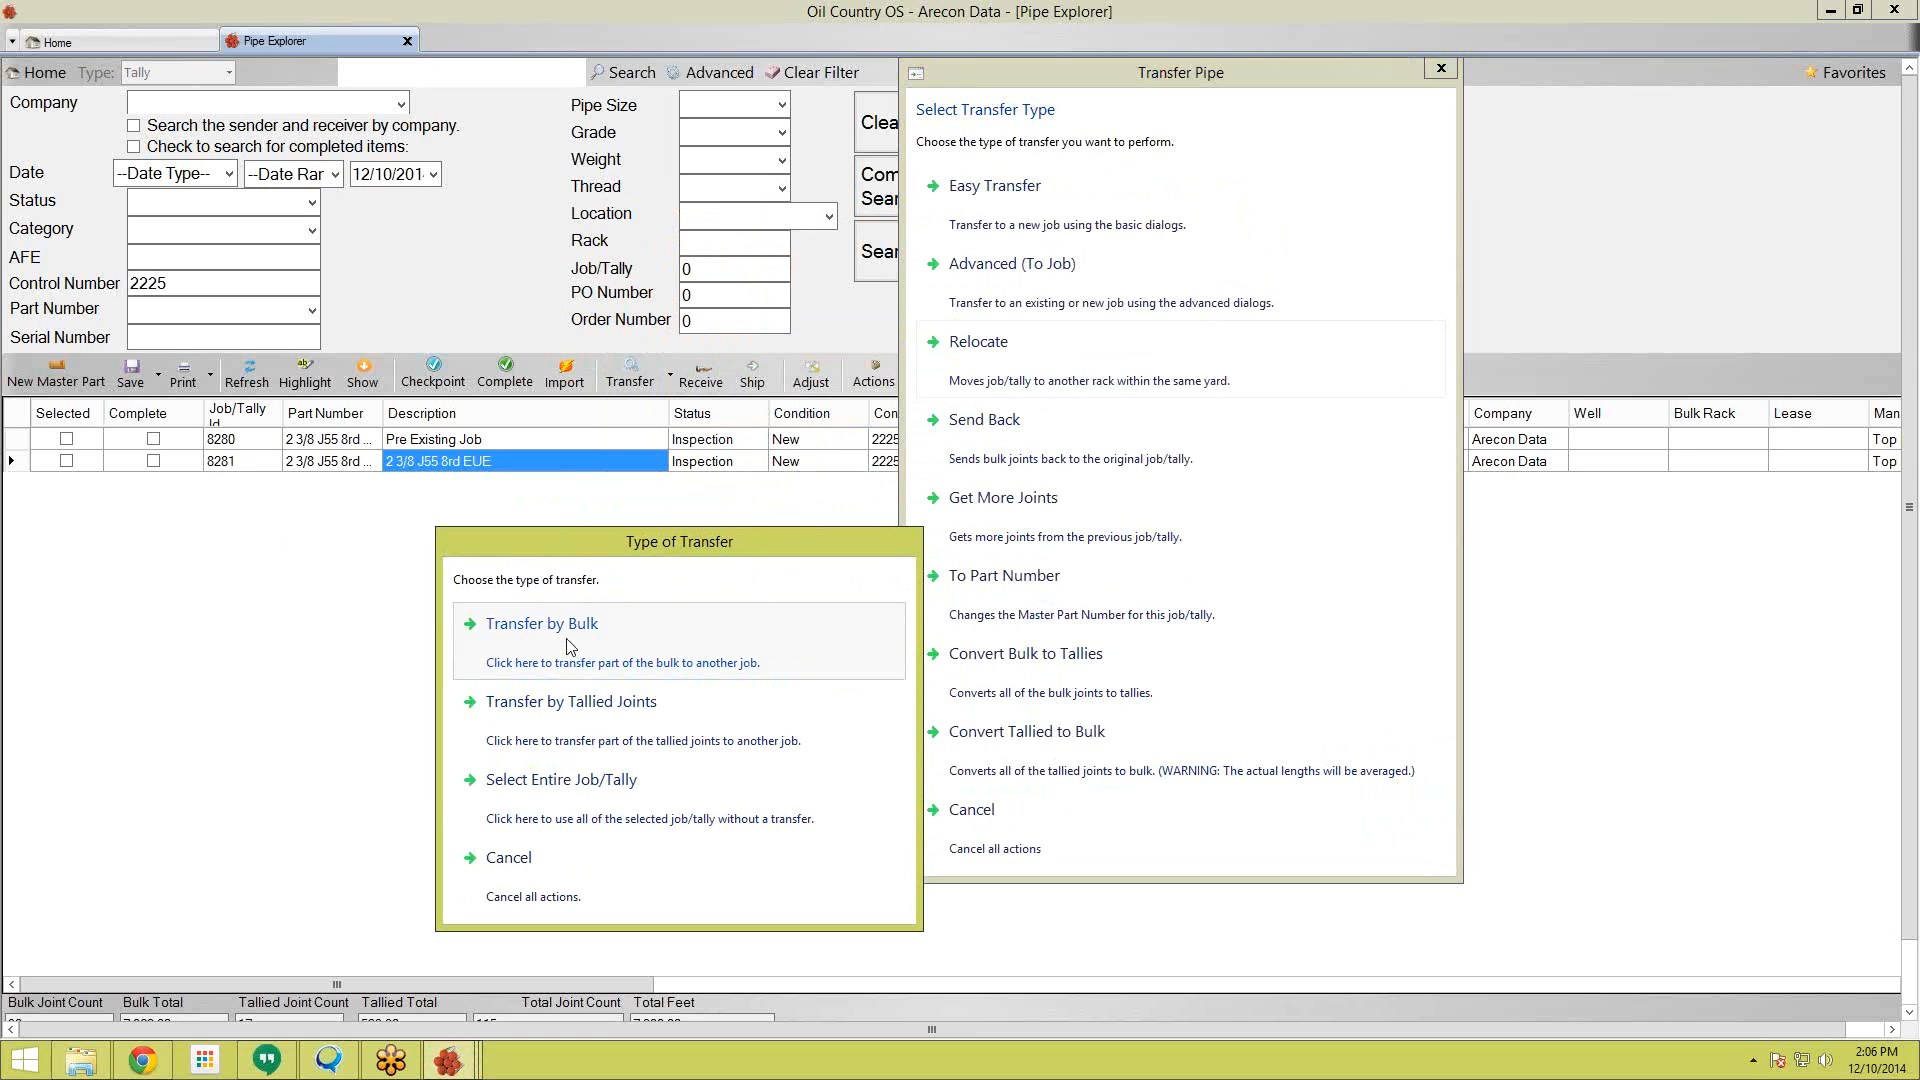 Oil Country OS - Arecon Data - [Pipe Explorer]
Home
Pipe Explorer
Home Type: Tally
Search Advanced Clear Filter
Favorites
Company
Search the sender and receiver by company.
Check to search for completed items:
Date --Date Type-- --Date Rar 12/10/201
Status
Category
AFE
Control Number 2225
Part Number
Serial Number
Pipe Size
Grade
Weight
Thread
Location
Rack
Job/Tally 0
PO Number 0
Order Number 0
Clea
Com
Sear
Sear
New Master Part Save Print Refresh Highlight Show Checkpoint Complete Import Transfer Receive Ship Adjust Actions
Selected Complete Job/Tally Id Part Number Description Status Condition Con Company Well Bulk Rack Lease Man
8280 2 3/8 J55 8rd ... Pre Existing Job Inspection New 2225 Arecon Data Top
8281 2 3/8 J55 8rd ... 2 3/8 J55 8rd EUE Inspection New 2225 Arecon Data Top
Transfer Pipe
Select Transfer Type
Choose the type of transfer you want to perform.
Easy Transfer
Transfer to a new job using the basic dialogs.
Advanced (To Job)
Transfer to an existing or new job using the advanced dialogs.
Relocate
Moves job/tally to another rack within the same yard.
Send Back
Sends bulk joints back to the original job/tally.
Get More Joints
Gets more joints from the previous job/tally.
To Part Number
Changes the Master Part Number for this job/tally.
Convert Bulk to Tallies
Converts all of the bulk joints to tallies.
Convert Tallied to Bulk
Converts all of the tallied joints to bulk. (WARNING: The actual lengths will be averaged.)
Cancel
Cancel all actions
Type of Transfer
Choose the type of transfer.
Transfer by Bulk
Click here to transfer part of the bulk to another job.
Transfer by Tallied Joints
Click here to transfer part of the tallied joints to another job.
Select Entire Job/Tally
Click here to use all of the selected job/tally without a transfer.
Cancel
Cancel all actions.
Bulk Joint Count Bulk Total Tallied Joint Count Tallied Total Total Joint Count Total Feet
2:06 PM
12/10/2014